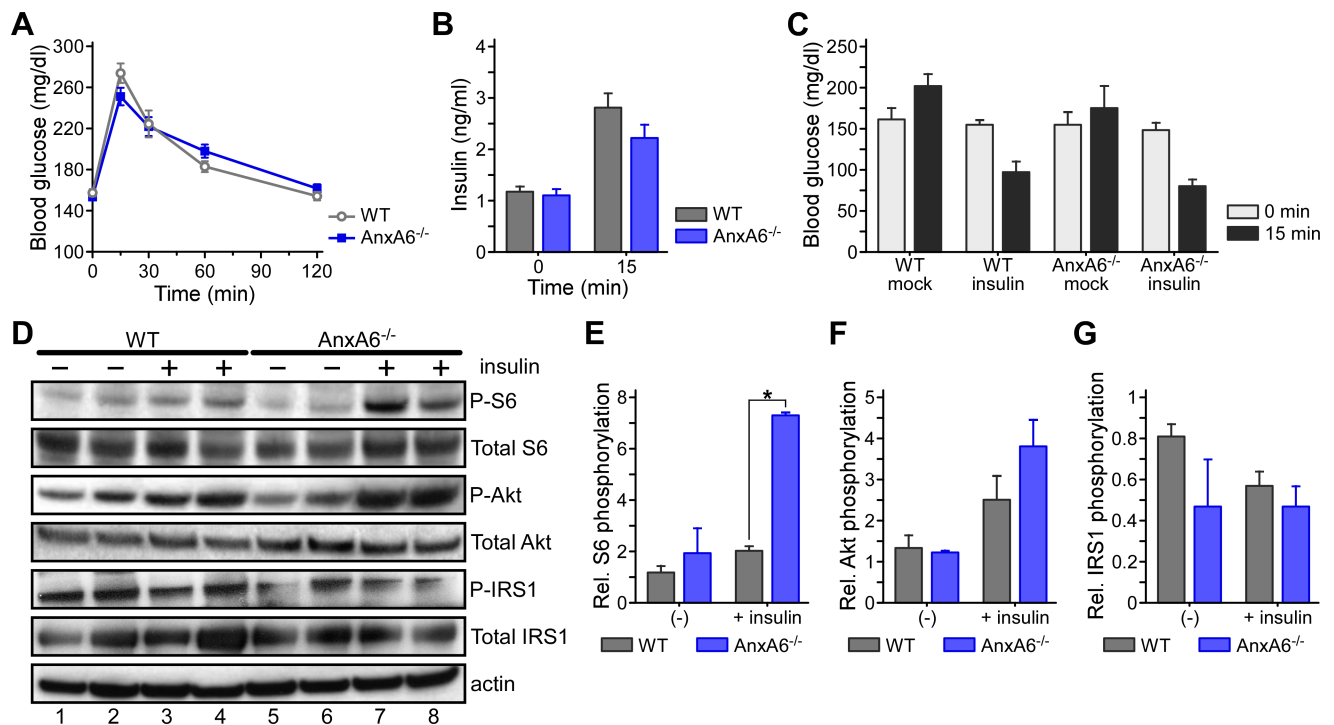 A
Blood glucose (mg/dl)
300
260
220
180
140
100
0 30 60 90 120
Time (min)
WT
AnxA6-/-
B
Insulin (ng/ml)
4
3
2
1
0
0 15
Time (min)
WT
AnxA6-/-
C
Blood glucose (mg/dl)
250
200
150
100
50
0
WT mock
WT insulin
AnxA6-/- mock
AnxA6-/- insulin
0 min
15 min
D
WT AnxA6-/-
− − + + − − + + insulin
P-S6
Total S6
P-Akt
Total Akt
P-IRS1
Total IRS1
actin
1 2 3 4 5 6 7 8
E
Rel. S6 phosphorylation
8
6
4
2
0
*
(-) + insulin
WT AnxA6-/-
F
Rel. Akt phosphorylation
5
4
3
2
1
0
(-) + insulin
WT AnxA6-/-
G
Rel. IRS1 phosphorylation
1
0.8
0.6
0.4
0.2
0
(-) + insulin
WT AnxA6-/-